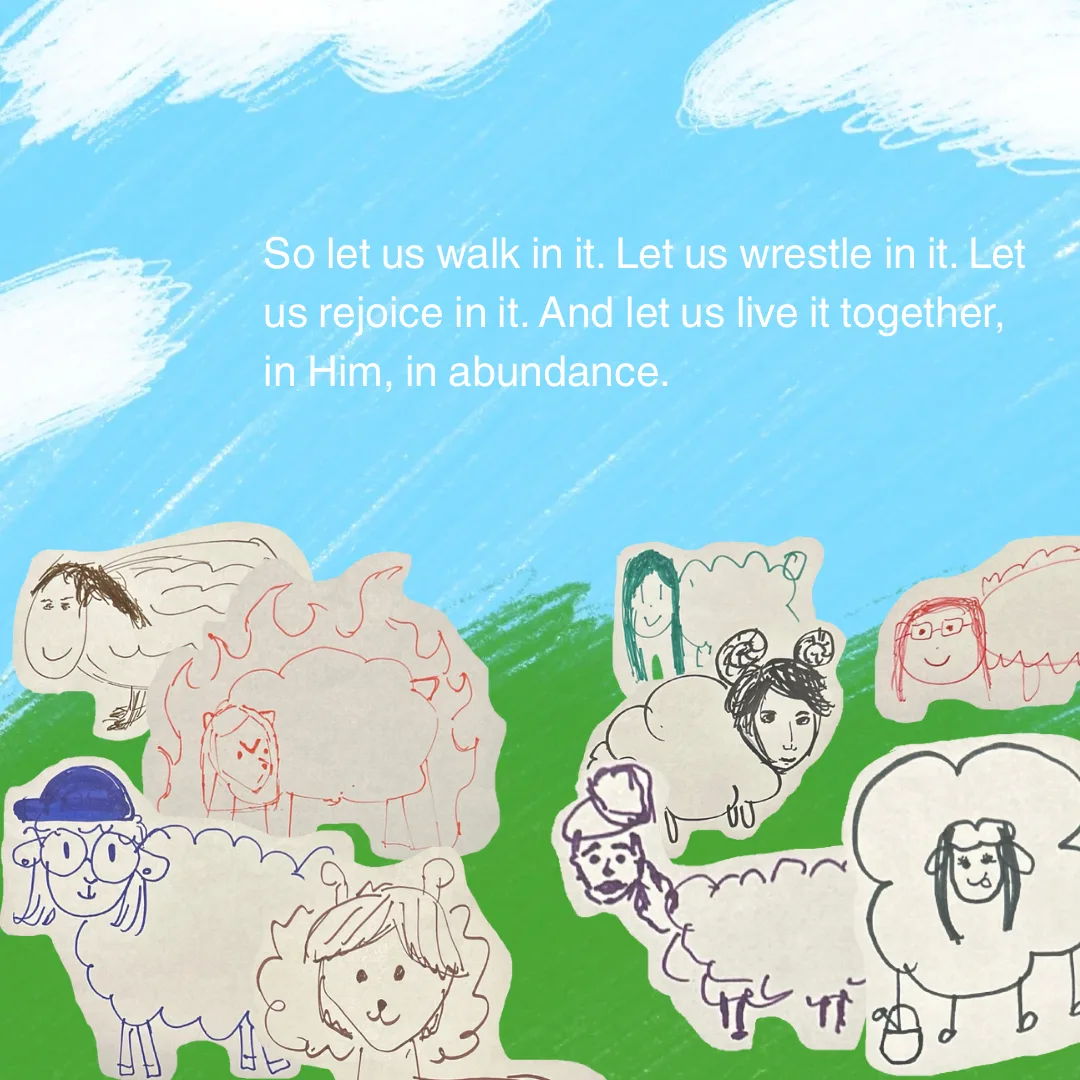 So let us walk in it. Let us wrestle in it. Let
us rejoice in it. And let us live it together,
in Him, in abundance.